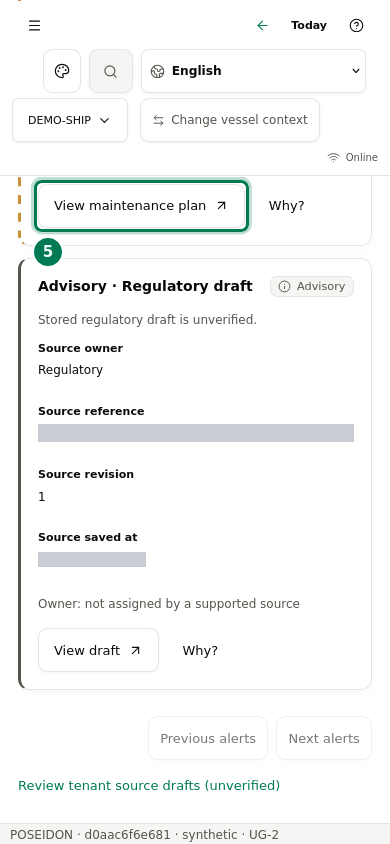 Today
English
DEMO-SHIP
Change vessel context
Online
View maintenance plan
Why?
5
Advisory · Regulatory draft
Advisory
Stored regulatory draft is unverified.
Source owner
Regulatory
Source reference
Source revision
1
Source saved at
Owner: not assigned by a supported source
View draft
Why?
Previous alerts
Next alerts
Review tenant source drafts (unverified)
POSEIDON · d0aac6f6e681 · synthetic · UG-2